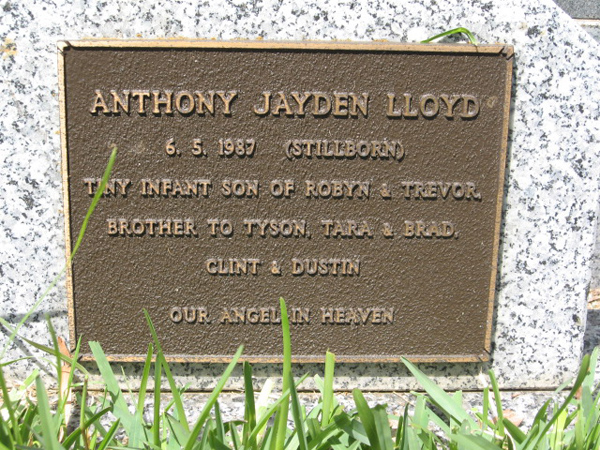 ANTHONY JAYDEN LLOYD
6. 5. 1987 (STILLBORN)
TINY INFANT SON OF ROBYN & TREVOR.
BROTHER TO TYSON, TARA & BRAD,
CLINT & DUSTIN
OUR ANGEL IN HEAVEN